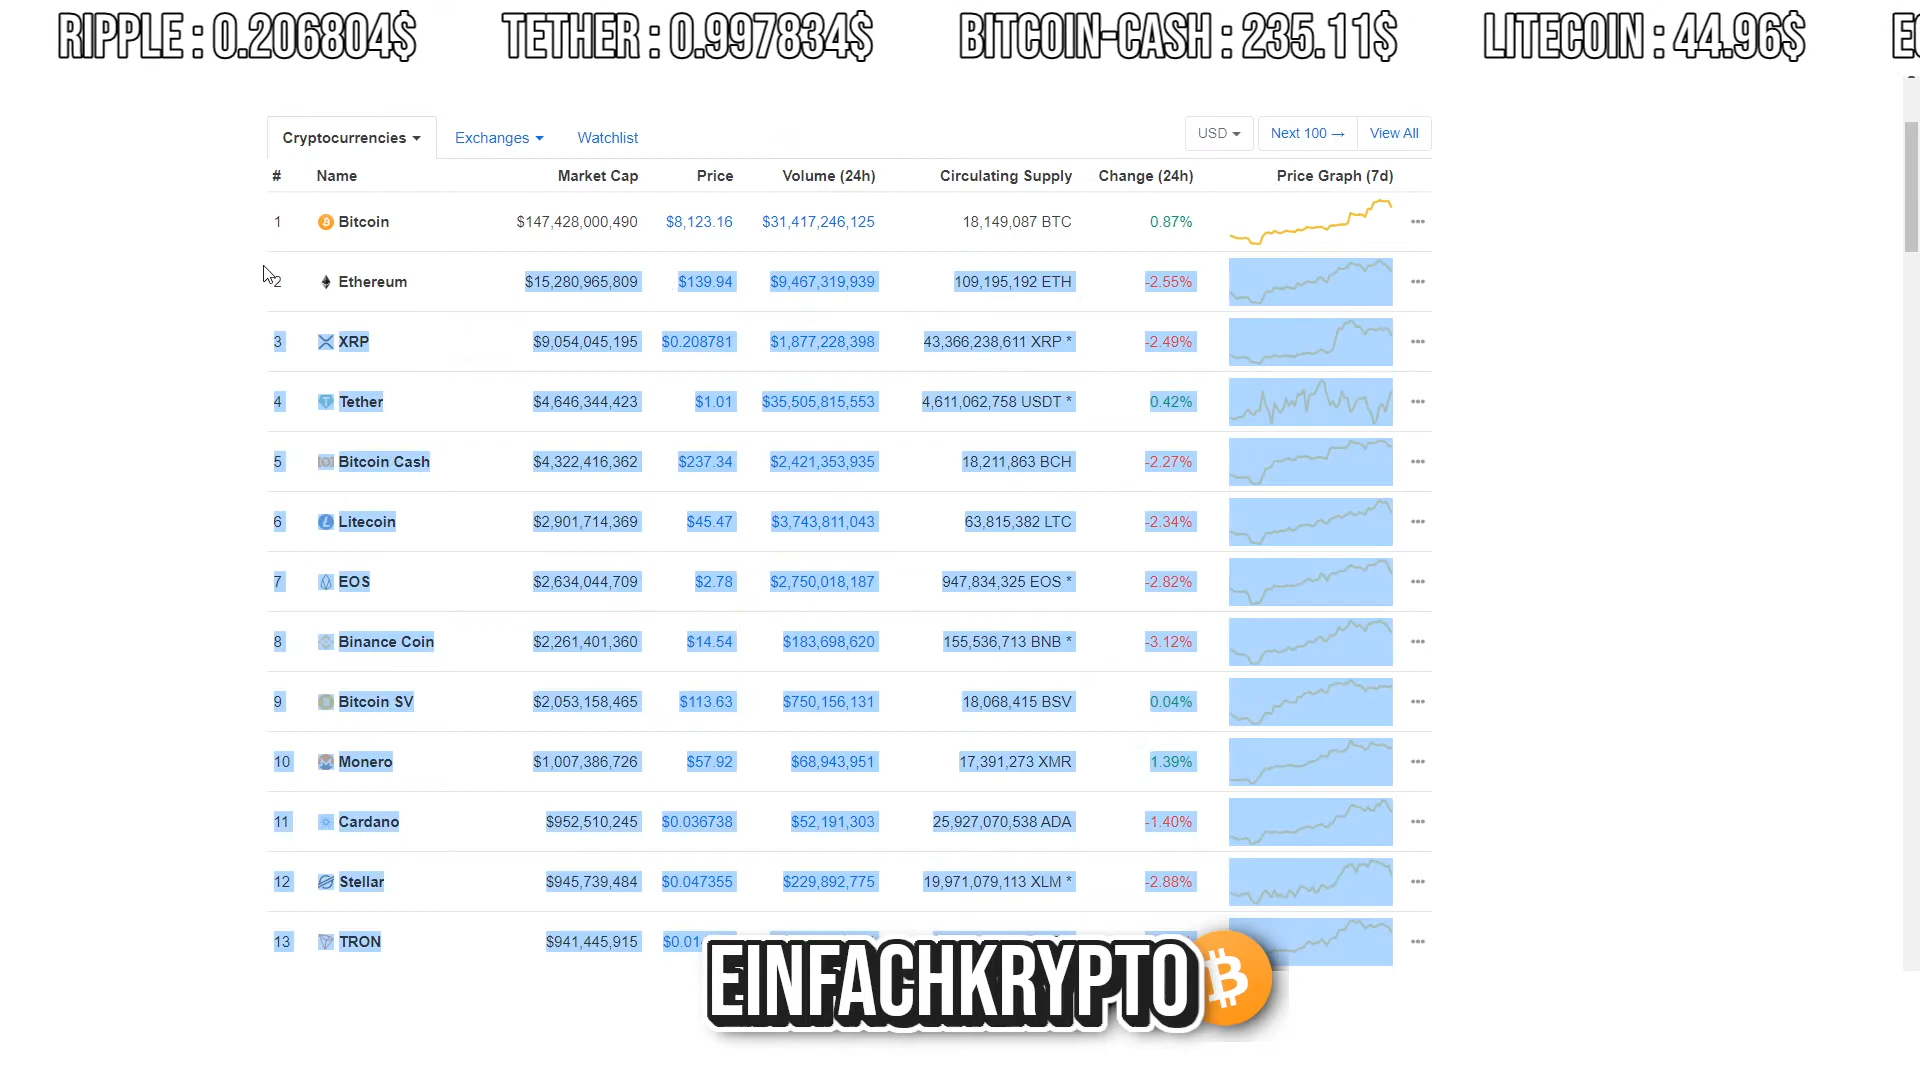 RIPPLE : 0.206804$ TETHER : 0.997834$ BITCOIN-CASH : 235.11$ LITECOIN : 44.96$
Cryptocurrencies Exchanges Watchlist USD Next 100 → View All
# Name Market Cap Price Volume (24h) Circulating Supply Change (24h) Price Graph (7d)
1 Bitcoin $147,428,000,490 $8,123.16 $31,417,246,125 18,149,087 BTC 0.87%
2 Ethereum $15,280,965,809 $139.94 $9,467,319,939 109,195,192 ETH -2.55%
3 XRP $9,054,045,195 $0.208781 $1,877,228,398 43,366,238,611 XRP * -2.49%
4 Tether $4,646,344,423 $1.01 $35,505,815,553 4,611,062,758 USDT * 0.42%
5 Bitcoin Cash $4,322,416,362 $237.34 $2,421,353,935 18,211,863 BCH -2.27%
6 Litecoin $2,901,714,369 $45.47 $3,743,811,043 63,815,382 LTC -2.34%
7 EOS $2,634,044,709 $2.78 $2,750,018,187 947,834,325 EOS * -2.82%
8 Binance Coin $2,261,401,360 $14.54 $183,698,620 155,536,713 BNB * -3.12%
9 Bitcoin SV $2,053,158,465 $113.63 $750,156,131 18,068,415 BSV 0.04%
10 Monero $1,007,386,726 $57.92 $68,943,951 17,391,273 XMR 1.39%
11 Cardano $952,510,245 $0.036738 $52,191,303 25,927,070,538 ADA -1.40%
12 Stellar $945,739,484 $0.047355 $229,892,775 19,971,079,113 XLM * -2.88%
13 TRON $941,445,915
EINFACHKRYPTO